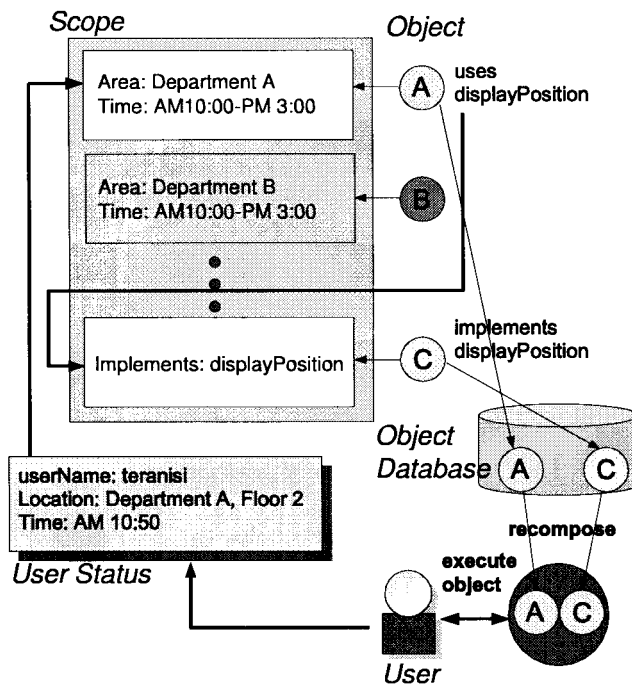 Scope
Object
Area: Department A
Time: AM10:00-PM 3:00
A
uses
displayPosition
Area: Department B
Time: AM10:00-PM 3:00
B
Implements: displayPosition
C
implements
displayPosition
Object
Database
A
C
userName: teranisi
Location: Department A, Floor 2
Time: AM 10:50
User Status
recompose
execute
object
A
C
User